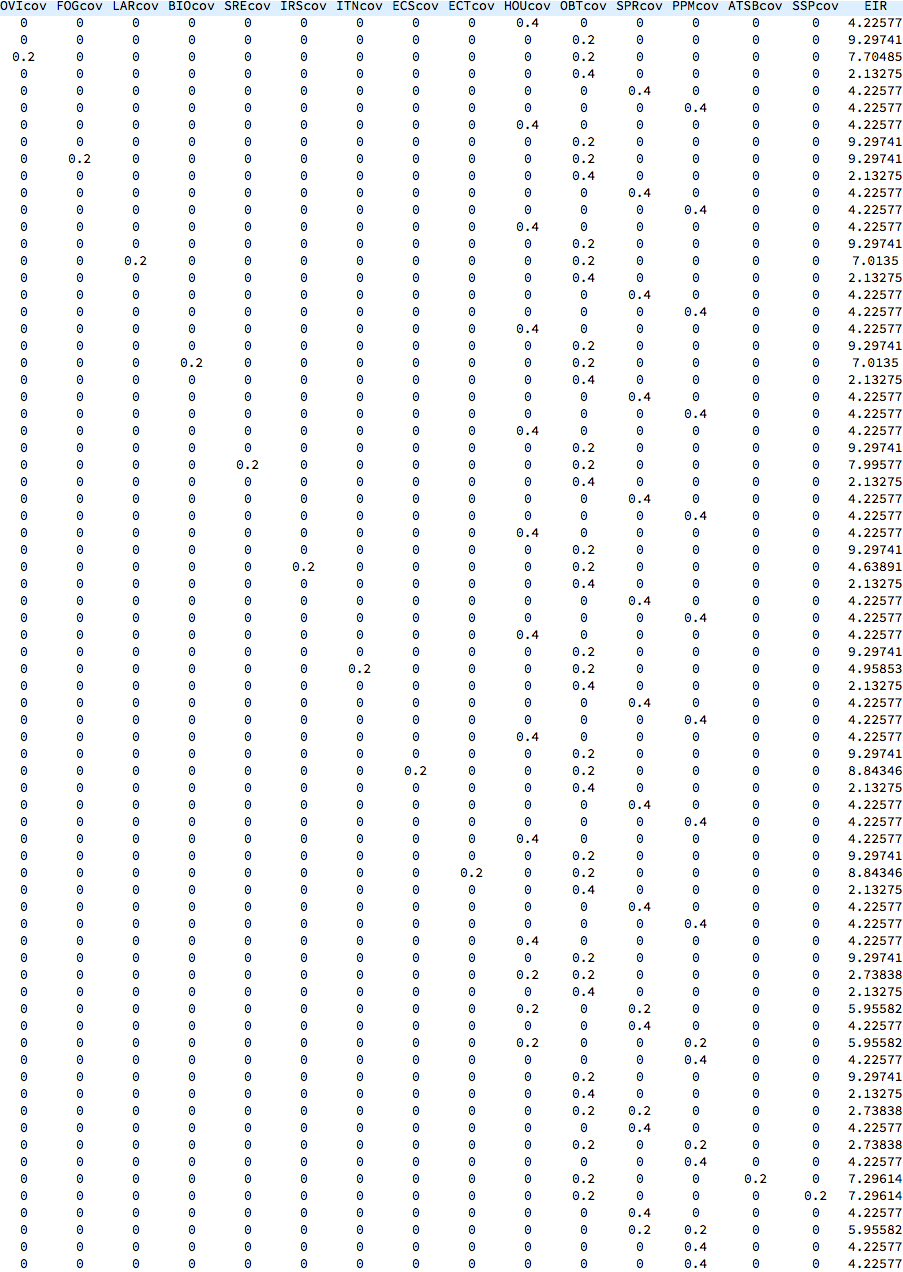 OVIcov FOGcov LARcov BIOcov SREcov IRScov ITNcov ECScov ECTcov HOUcov OBTcov SPRcov PPMcov ATSBcov SSPcov EIR
0 0 0 0 0 0 0 0 0 0.4 0 0 0 0 0 4.22577
0 0 0 0 0 0 0 0 0 0 0.2 0 0 0 0 9.29741
0.2 0 0 0 0 0 0 0 0 0 0.2 0 0 0 0 7.70485
0 0 0 0 0 0 0 0 0 0 0.4 0 0 0 0 2.13275
0 0 0 0 0 0 0 0 0 0 0 0.4 0 0 0 4.22577
0 0 0 0 0 0 0 0 0 0 0 0 0.4 0 0 4.22577
0 0 0 0 0 0 0 0 0 0.4 0 0 0 0 0 4.22577
0 0 0 0 0 0 0 0 0 0 0.2 0 0 0 0 9.29741
0 0.2 0 0 0 0 0 0 0 0 0.2 0 0 0 0 9.29741
0 0 0 0 0 0 0 0 0 0 0.4 0 0 0 0 2.13275
0 0 0 0 0 0 0 0 0 0 0 0.4 0 0 0 4.22577
0 0 0 0 0 0 0 0 0 0 0 0 0.4 0 0 4.22577
0 0 0 0 0 0 0 0 0 0.4 0 0 0 0 0 4.22577
0 0 0 0 0 0 0 0 0 0 0.2 0 0 0 0 9.29741
0 0 0.2 0 0 0 0 0 0 0 0.2 0 0 0 0 7.0135
0 0 0 0 0 0 0 0 0 0 0.4 0 0 0 0 2.13275
0 0 0 0 0 0 0 0 0 0 0 0.4 0 0 0 4.22577
0 0 0 0 0 0 0 0 0 0 0 0 0.4 0 0 4.22577
0 0 0 0 0 0 0 0 0 0.4 0 0 0 0 0 4.22577
0 0 0 0 0 0 0 0 0 0 0.2 0 0 0 0 9.29741
0 0 0 0.2 0 0 0 0 0 0 0.2 0 0 0 0 7.0135
0 0 0 0 0 0 0 0 0 0 0.4 0 0 0 0 2.13275
0 0 0 0 0 0 0 0 0 0 0 0.4 0 0 0 4.22577
0 0 0 0 0 0 0 0 0 0 0 0 0.4 0 0 4.22577
0 0 0 0 0 0 0 0 0 0.4 0 0 0 0 0 4.22577
0 0 0 0 0 0 0 0 0 0 0.2 0 0 0 0 9.29741
0 0 0 0 0.2 0 0 0 0 0 0.2 0 0 0 0 7.99577
0 0 0 0 0 0 0 0 0 0 0.4 0 0 0 0 2.13275
0 0 0 0 0 0 0 0 0 0 0 0.4 0 0 0 4.22577
0 0 0 0 0 0 0 0 0 0 0 0 0.4 0 0 4.22577
0 0 0 0 0 0 0 0 0 0.4 0 0 0 0 0 4.22577
0 0 0 0 0 0 0 0 0 0 0.2 0 0 0 0 9.29741
0 0 0 0 0 0.2 0 0 0 0 0.2 0 0 0 0 4.63891
0 0 0 0 0 0 0 0 0 0 0.4 0 0 0 0 2.13275
0 0 0 0 0 0 0 0 0 0 0 0.4 0 0 0 4.22577
0 0 0 0 0 0 0 0 0 0 0 0 0.4 0 0 4.22577
0 0 0 0 0 0 0 0 0 0.4 0 0 0 0 0 4.22577
0 0 0 0 0 0 0 0 0 0 0.2 0 0 0 0 9.29741
0 0 0 0 0 0 0.2 0 0 0 0.2 0 0 0 0 4.95853
0 0 0 0 0 0 0 0 0 0 0.4 0 0 0 0 2.13275
0 0 0 0 0 0 0 0 0 0 0 0.4 0 0 0 4.22577
0 0 0 0 0 0 0 0 0 0 0 0 0.4 0 0 4.22577
0 0 0 0 0 0 0 0 0 0.4 0 0 0 0 0 4.22577
0 0 0 0 0 0 0 0 0 0 0.2 0 0 0 0 9.29741
0 0 0 0 0 0 0 0.2 0 0 0.2 0 0 0 0 8.84346
0 0 0 0 0 0 0 0 0 0 0.4 0 0 0 0 2.13275
0 0 0 0 0 0 0 0 0 0 0 0.4 0 0 0 4.22577
0 0 0 0 0 0 0 0 0 0 0 0 0.4 0 0 4.22577
0 0 0 0 0 0 0 0 0 0.4 0 0 0 0 0 4.22577
0 0 0 0 0 0 0 0 0 0 0.2 0 0 0 0 9.29741
0 0 0 0 0 0 0 0 0.2 0 0.2 0 0 0 0 8.84346
0 0 0 0 0 0 0 0 0 0 0.4 0 0 0 0 2.13275
0 0 0 0 0 0 0 0 0 0 0 0.4 0 0 0 4.22577
0 0 0 0 0 0 0 0 0 0 0 0 0.4 0 0 4.22577
0 0 0 0 0 0 0 0 0 0.4 0 0 0 0 0 4.22577
0 0 0 0 0 0 0 0 0 0 0.2 0 0 0 0 9.29741
0 0 0 0 0 0 0 0 0 0.2 0.2 0 0 0 0 2.73838
0 0 0 0 0 0 0 0 0 0 0.4 0 0 0 0 2.13275
0 0 0 0 0 0 0 0 0 0.2 0 0.2 0 0 0 5.95582
0 0 0 0 0 0 0 0 0 0 0 0.4 0 0 0 4.22577
0 0 0 0 0 0 0 0 0 0.2 0 0 0.2 0 0 5.95582
0 0 0 0 0 0 0 0 0 0 0 0 0.4 0 0 4.22577
0 0 0 0 0 0 0 0 0 0 0.2 0 0 0 0 9.29741
0 0 0 0 0 0 0 0 0 0 0.4 0 0 0 0 2.13275
0 0 0 0 0 0 0 0 0 0 0.2 0.2 0 0 0 2.73838
0 0 0 0 0 0 0 0 0 0 0 0.4 0 0 0 4.22577
0 0 0 0 0 0 0 0 0 0 0.2 0 0.2 0 0 2.73838
0 0 0 0 0 0 0 0 0 0 0 0 0.4 0 0 4.22577
0 0 0 0 0 0 0 0 0 0 0.2 0 0 0.2 0 7.29614
0 0 0 0 0 0 0 0 0 0 0.2 0 0 0 0.2 7.29614
0 0 0 0 0 0 0 0 0 0 0 0.4 0 0 0 4.22577
0 0 0 0 0 0 0 0 0 0 0 0.2 0.2 0 0 5.95582
0 0 0 0 0 0 0 0 0 0 0 0 0.4 0 0 4.22577
0 0 0 0 0 0 0 0 0 0 0 0 0.4 0 0 4.22577